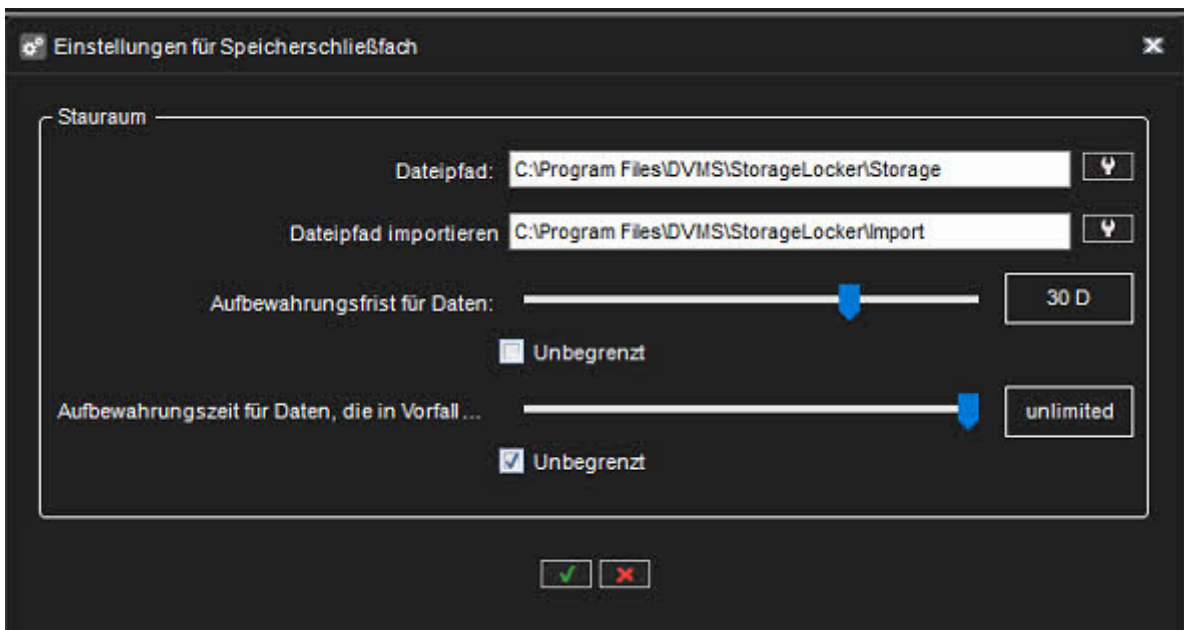 Einstellungen für Speicherschließfach
Stauraum
Dateipfad: C:\Program Files\DVMS\StorageLocker\Storage
Dateipfad importieren C:\Program Files\DVMS\StorageLocker\Import
Aufbewahrungsfrist für Daten: 30 D
Unbegrenzt
Aufbewahrungszeit für Daten, die in Vorfall ... unlimited
Unbegrenzt